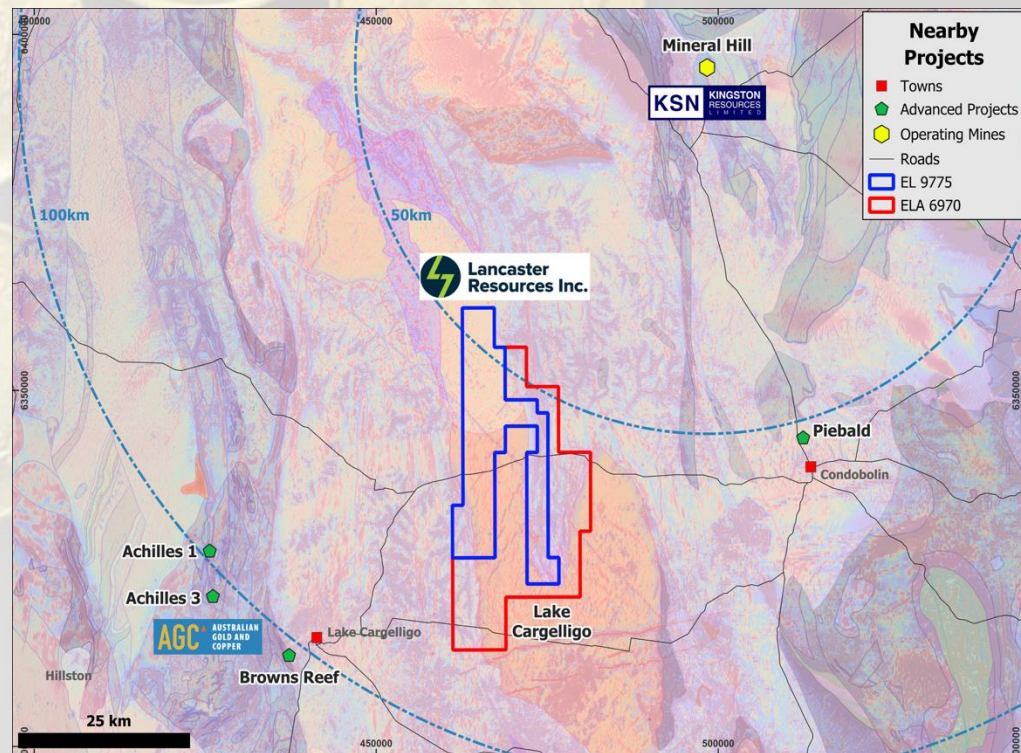 400000
450000
500000
6400000
Mineral Hill
KSN KINGSTON
RESOURCES
LIMITED
Nearby
Projects
Towns
Advanced Projects
Operating Mines
Roads
EL 9775
ELA 6970
100km
50km
Lancaster
Resources Inc.
6350000
6350000
Piebald
Condobolin
Achilles 1
Achilles 3
AGC AUSTRALIAN
GOLD AND
COPPER
Lake Cargelligo
Lake
Cargelligo
Browns Reef
Hillston
25 km
450000
500000